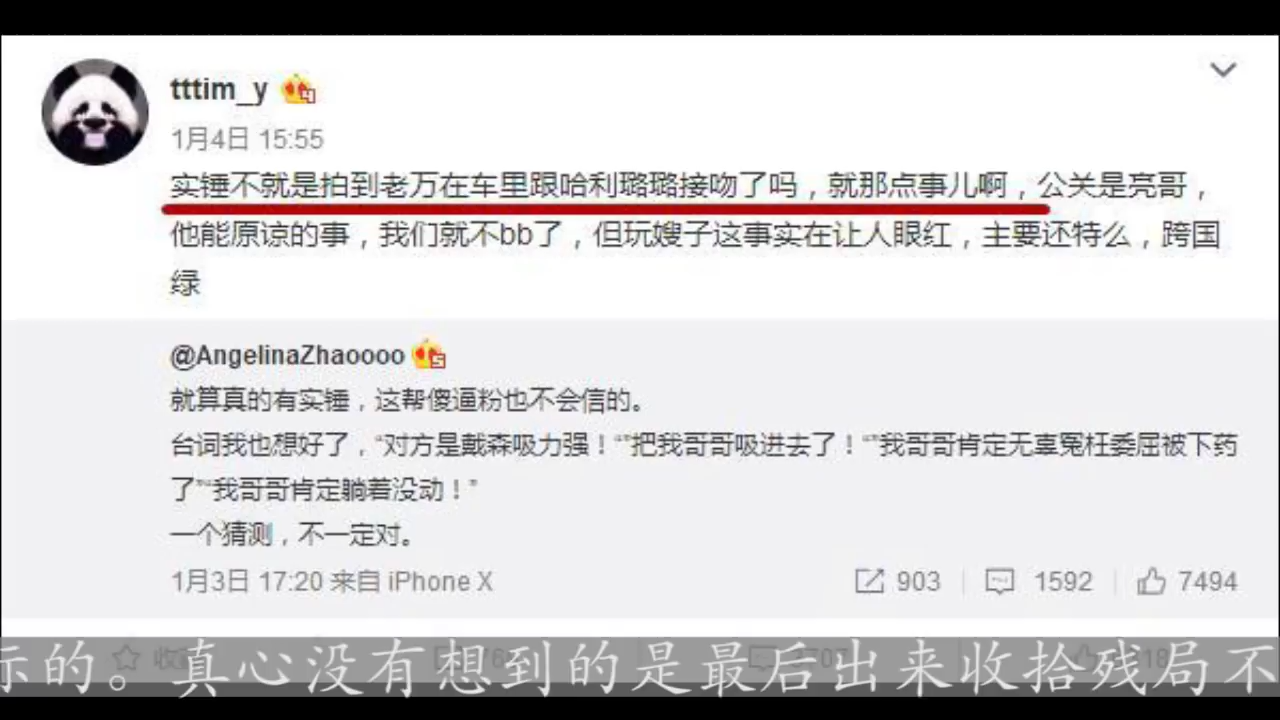 tttim_y
1月4日 15:55
实锤不就是拍到老万在车里跟哈利璐璐接吻了吗，就那点事儿啊，公关是亮哥，
他能原谅的事，我们就不bb了，但玩嫂子这事实在让人眼红，主要还特么，跨国
绿
@AngelinaZhaoooo
就算真的有实锤，这帮傻逼粉也不会信的。
台词我也想好了，“对方是戴森吸力强！”“把我哥哥吸进去了！”“我哥哥肯定无辜冤枉委屈被下药
了”“我哥哥肯定躺着没动！”
一个猜测，不一定对。
1月3日 17:20 来自 iPhone X
903 1592 7494
示的。真心没有想到的是最后出来收拾残局不